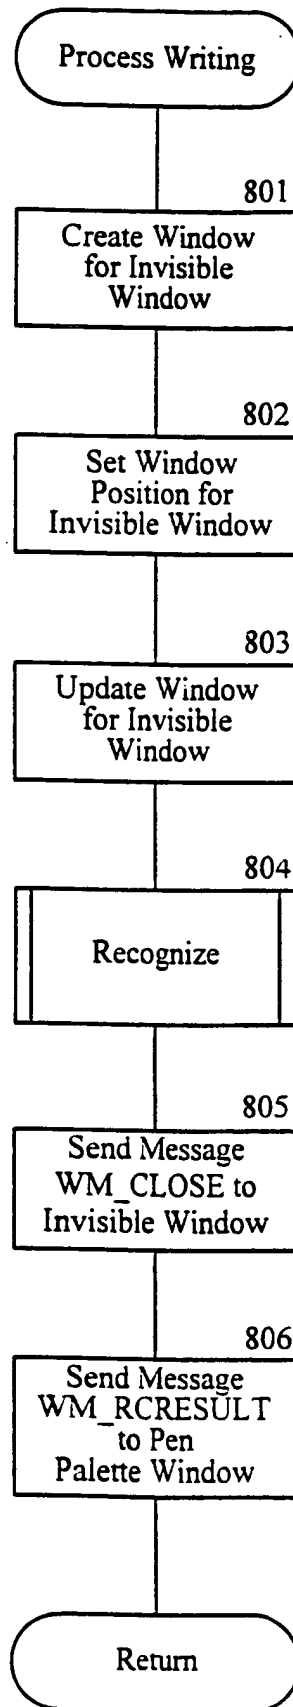 Process Writing
801
Create Window
for Invisible
Window
802
Set Window
Position for
Invisible Window
803
Update Window
for Invisible
Window
804
Recognize
805
Send Message
WM_CLOSE to
Invisible Window
806
Send Message
WM_RCRESULT
to Pen
Palette Window
Return